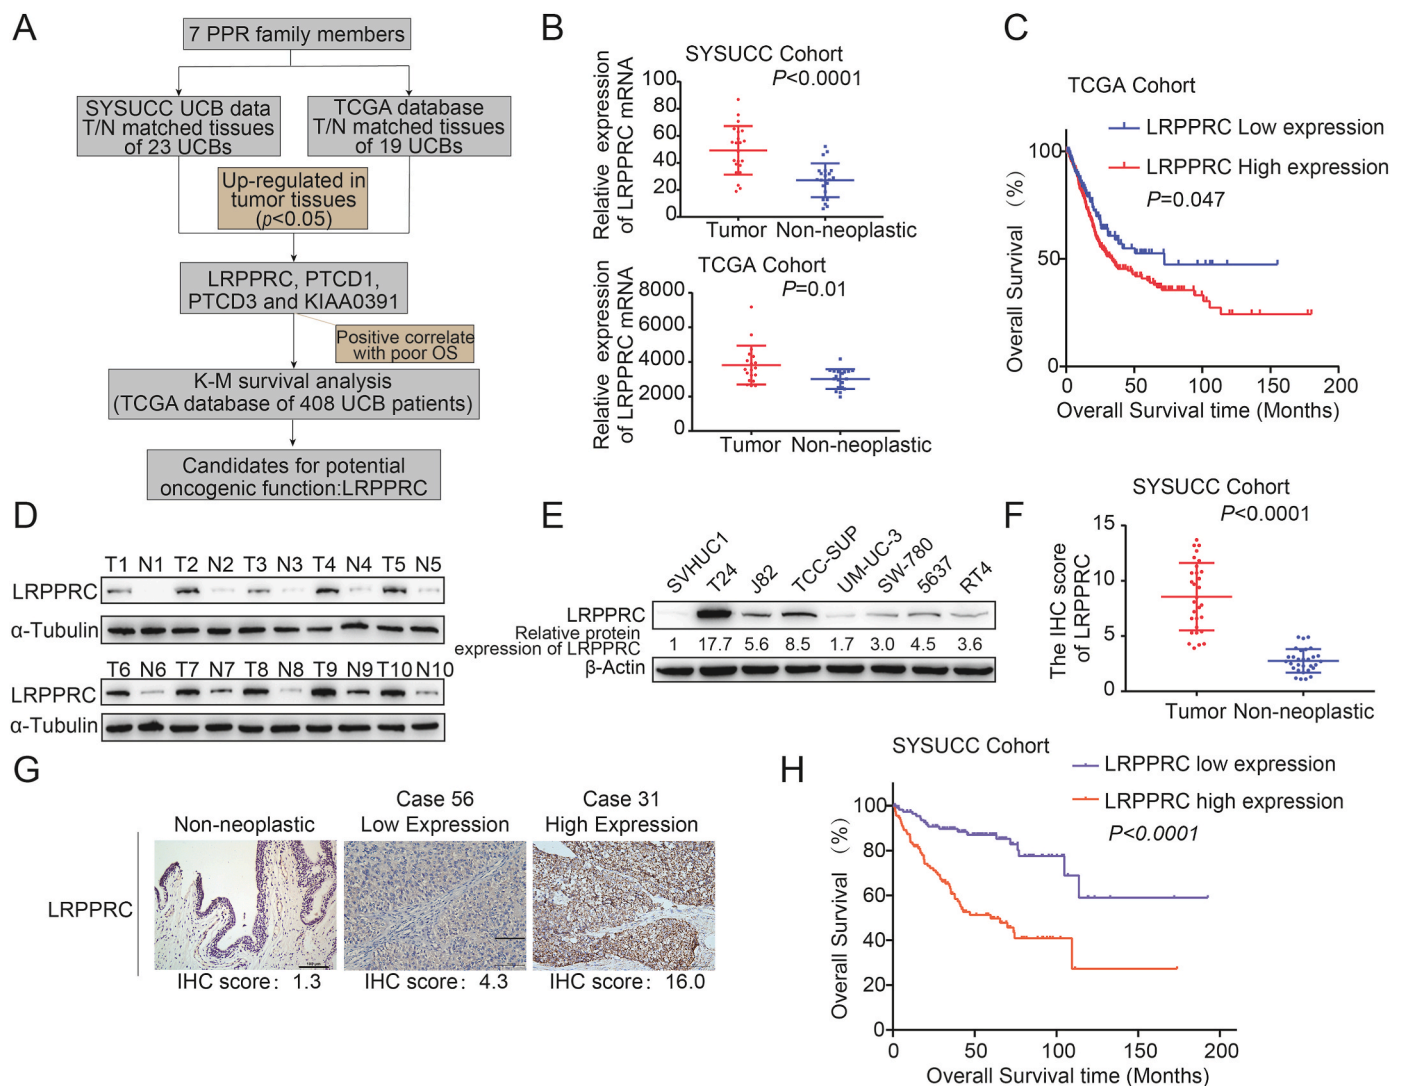 A
7 PPR family members
SYSUCC UCB data
T/N matched tissues
of 23 UCBs
TCGA database
T/N matched tissues
of 19 UCBs
Up-regulated in
tumor tissues
(p<0.05)
LRPPRC, PTCD1,
PTCD3 and KIAA0391
Positive correlate
with poor OS
K-M survival analysis
(TCGA database of 408 UCB patients)
Candidates for potential
oncogenic function:LRPPRC
B
SYSUCC Cohort
P<0.0001
Relative expression
of LRPPRC mRNA
100
80
60
40
20
0
Tumor Non-neoplastic
TCGA Cohort
P=0.01
Relative expression
of LRPPRC mRNA
8000
6000
4000
2000
0
Tumor Non-neoplastic
C
TCGA Cohort
LRPPRC Low expression
LRPPRC High expression
P=0.047
Overall Survival (%)
100
50
0
0 50 100 150 200
Overall Survival time (Months)
D
T1 N1 T2 N2 T3 N3 T4 N4 T5 N5
LRPPRC
α-Tubulin
T6 N6 T7 N7 T8 N8 T9 N9 T10 N10
LRPPRC
α-Tubulin
E
SVHUC1 T24 J82 TCC-SUP UM-UC-3 SW-780 5637 RT4
LRPPRC
Relative protein
expression of LRPPRC
1 17.7 5.6 8.5 1.7 3.0 4.5 3.6
β-Actin
F
SYSUCC Cohort
P<0.0001
The IHC score
of LRPPRC
15
10
5
0
Tumor Non-neoplastic
G
Non-neoplastic
Case 56
Low Expression
Case 31
High Expression
LRPPRC
IHC score： 1.3
IHC score： 4.3
IHC score： 16.0
H
SYSUCC Cohort
LRPPRC low expression
LRPPRC high expression
P<0.0001
Overall Survival (%)
100
80
60
40
20
0
0 50 100 150 200
Overall Survival time (Months)